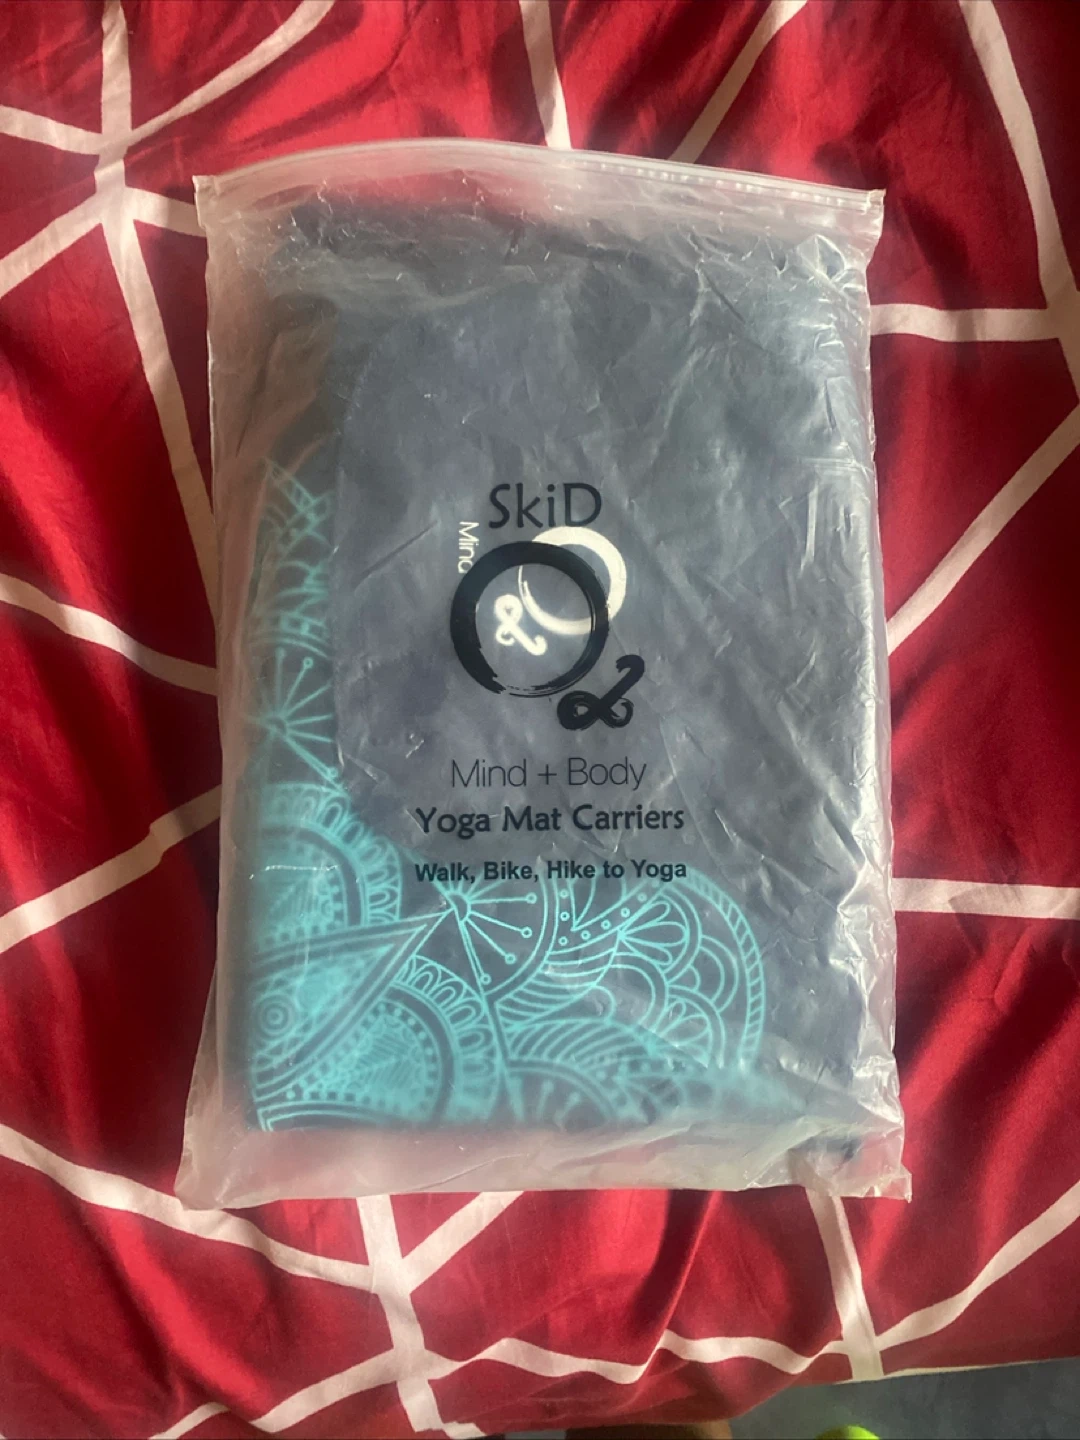 SkiD
Mind
Mind + Body
Yoga Mat Carriers
Walk, Bike, Hike to Yoga